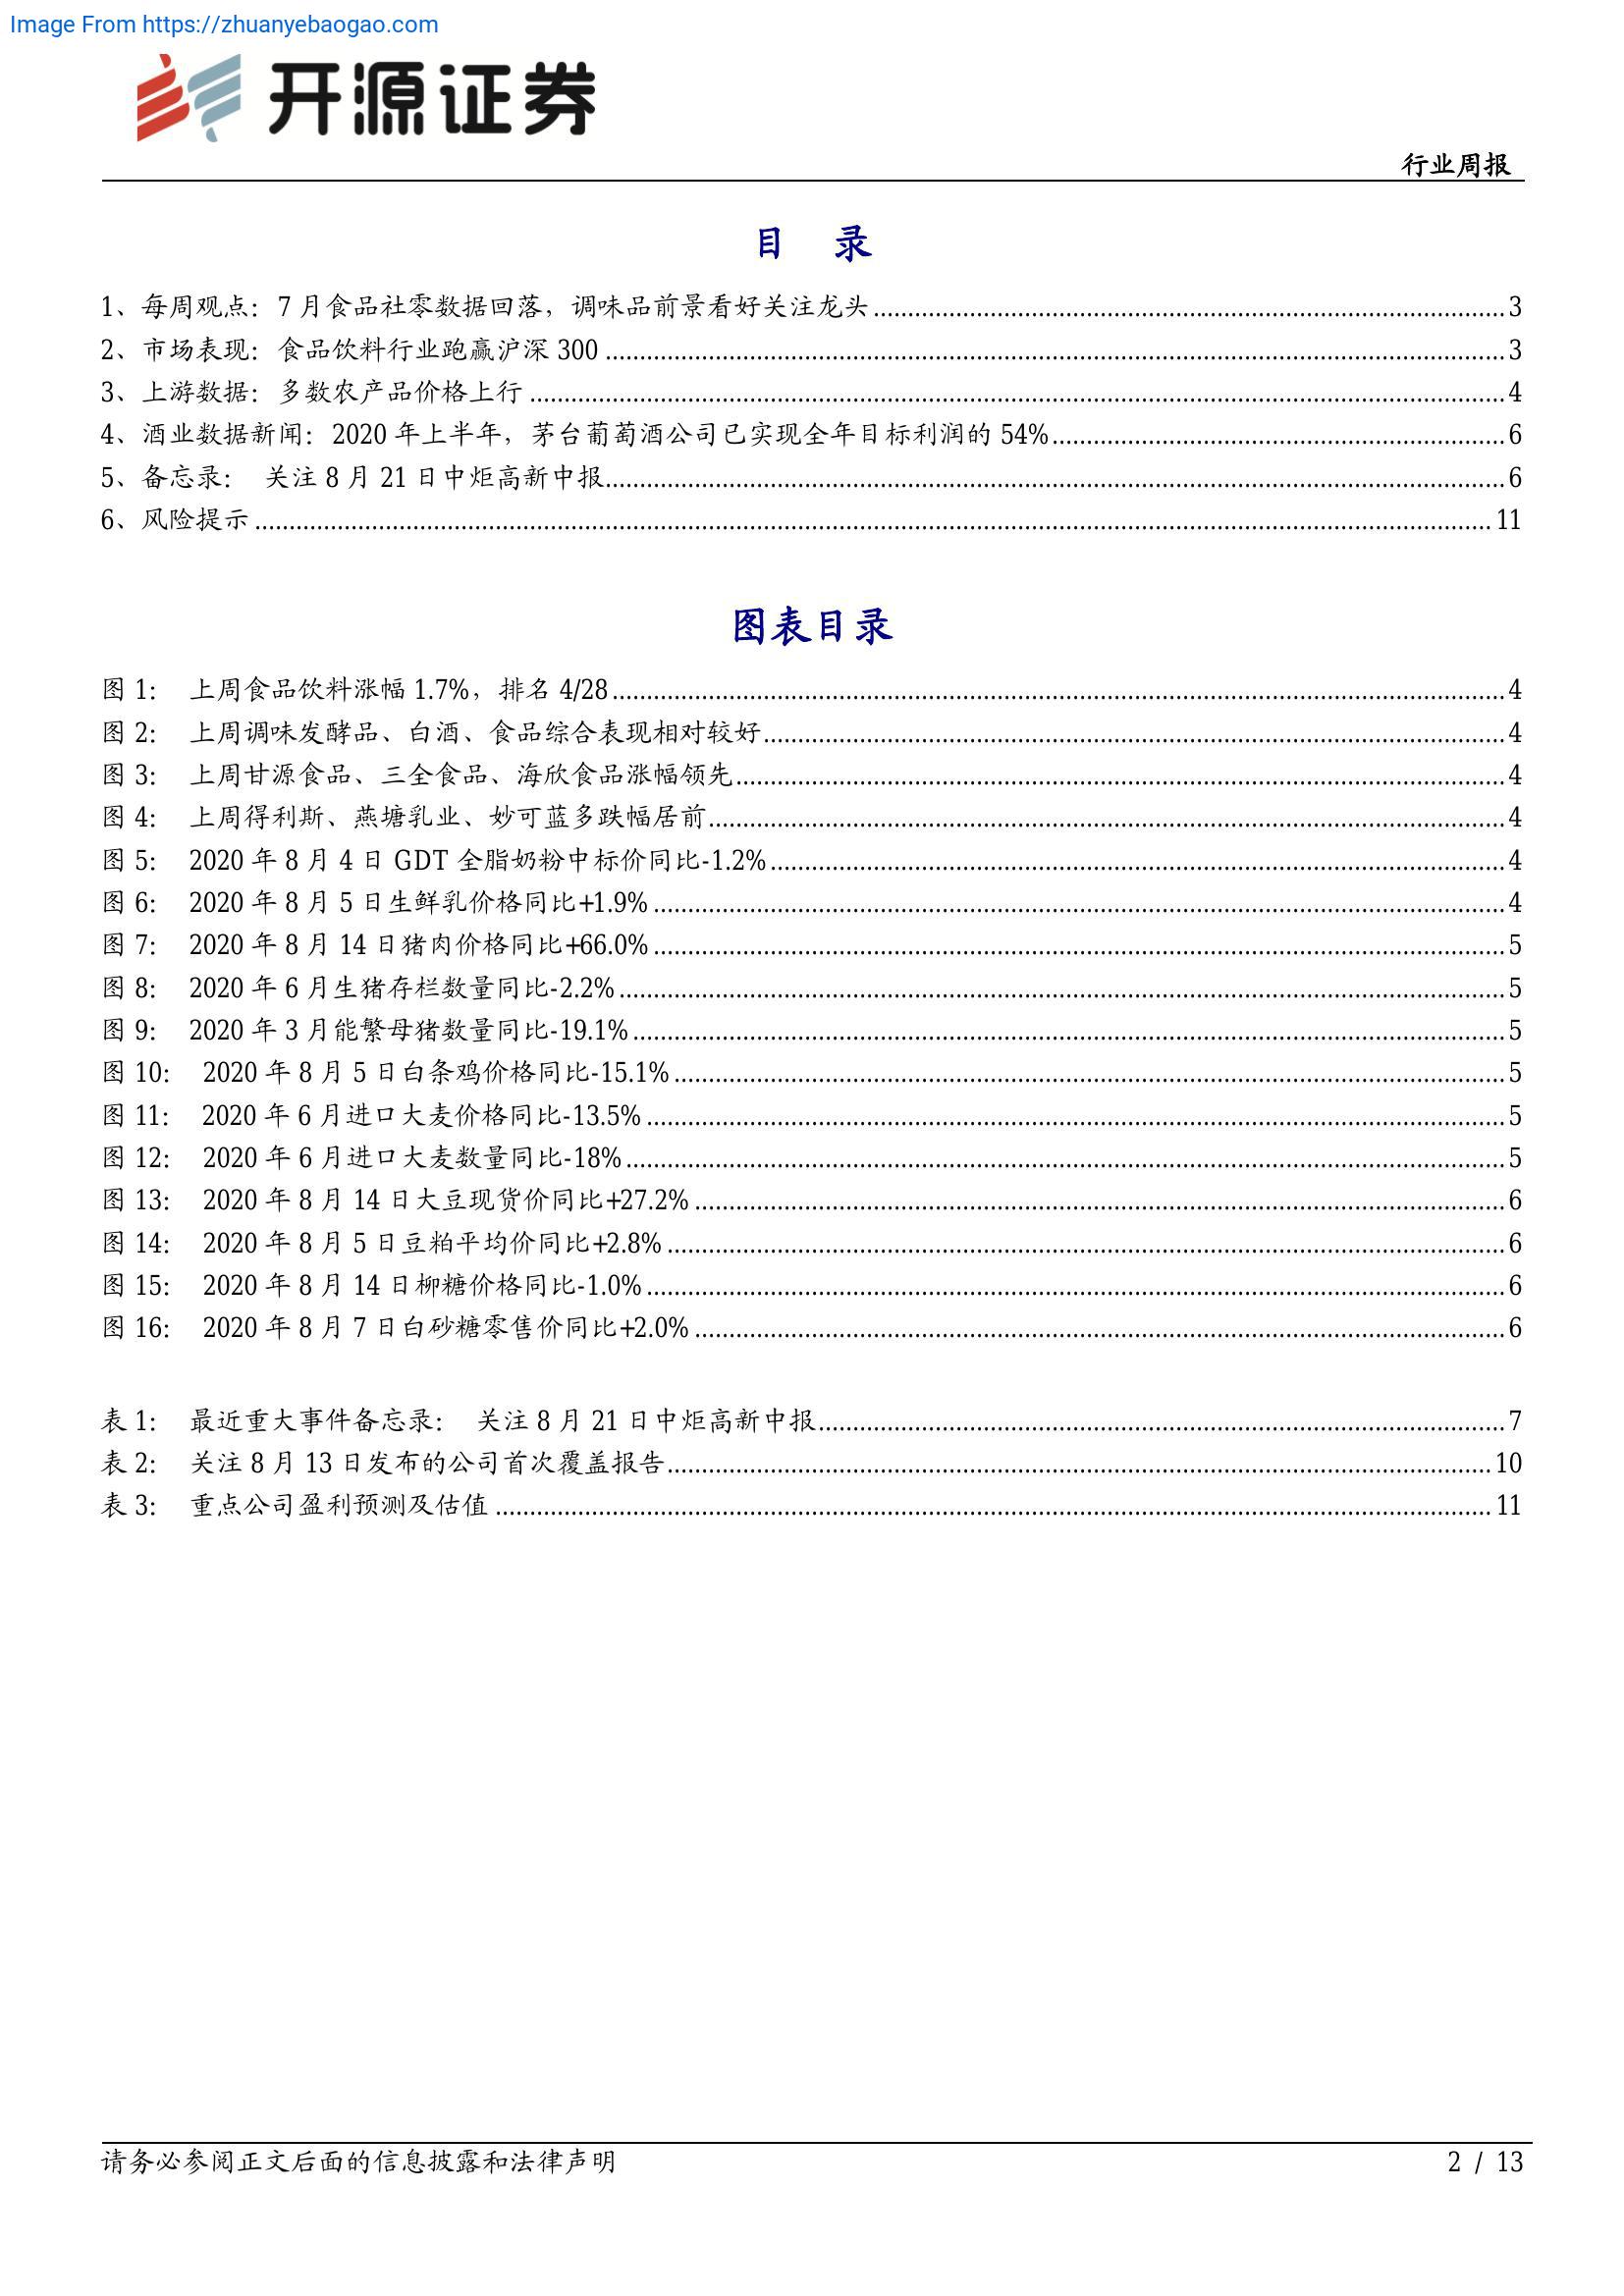 Image From https://zhuanyebaogao.com
开源证券
行业周报
目 录
1、每周观点：7 月食品社零数据回落，调味品前景看好关注龙头 3
2、市场表现：食品饮料行业跑赢沪深 300 3
3、上游数据：多数农产品价格上行 4
4、酒业数据新闻：2020 年上半年，茅台葡萄酒公司已实现全年目标利润的 54% 6
5、备忘录： 关注 8 月 21 日中炬高新中报 6
6、风险提示 11
图表目录
图 1： 上周食品饮料涨幅 1.7%，排名 4/28 4
图 2： 上周调味发酵品、白酒、食品综合表现相对较好 4
图 3： 上周甘源食品、三全食品、海欣食品涨幅领先 4
图 4： 上周得利斯、燕塘乳业、妙可蓝多跌幅居前 4
图 5： 2020 年 8 月 4 日 GDT 全脂奶粉中标价同比-1.2% 4
图 6： 2020 年 8 月 5 日生鲜乳价格同比+1.9% 4
图 7： 2020 年 8 月 14 日猪肉价格同比+66.0% 5
图 8： 2020 年 6 月生猪存栏数量同比-2.2% 5
图 9： 2020 年 3 月能繁母猪数量同比-19.1% 5
图 10： 2020 年 8 月 5 日白条鸡价格同比-15.1% 5
图 11： 2020 年 6 月进口大麦价格同比-13.5% 5
图 12： 2020 年 6 月进口大麦数量同比-18% 5
图 13： 2020 年 8 月 14 日大豆现货价同比+27.2% 6
图 14： 2020 年 8 月 5 日豆粕平均价同比+2.8% 6
图 15： 2020 年 8 月 14 日柳糖价格同比-1.0% 6
图 16： 2020 年 8 月 7 日白砂糖零售价同比+2.0% 6
表 1： 最近重大事件备忘录： 关注 8 月 21 日中炬高新中报 7
表 2： 关注 8 月 13 日发布的公司首次覆盖报告 10
表 3： 重点公司盈利预测及估值 11
请务必参阅正文后面的信息披露和法律声明 2 / 13